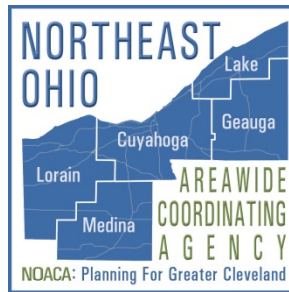 NORTHEAST
OHIO
Lake
Geauga
Cuyahoga
Lorain
Medina
AREAWIDE
COORDINATING
AGENCY
NOACA: Planning For Greater Cleveland